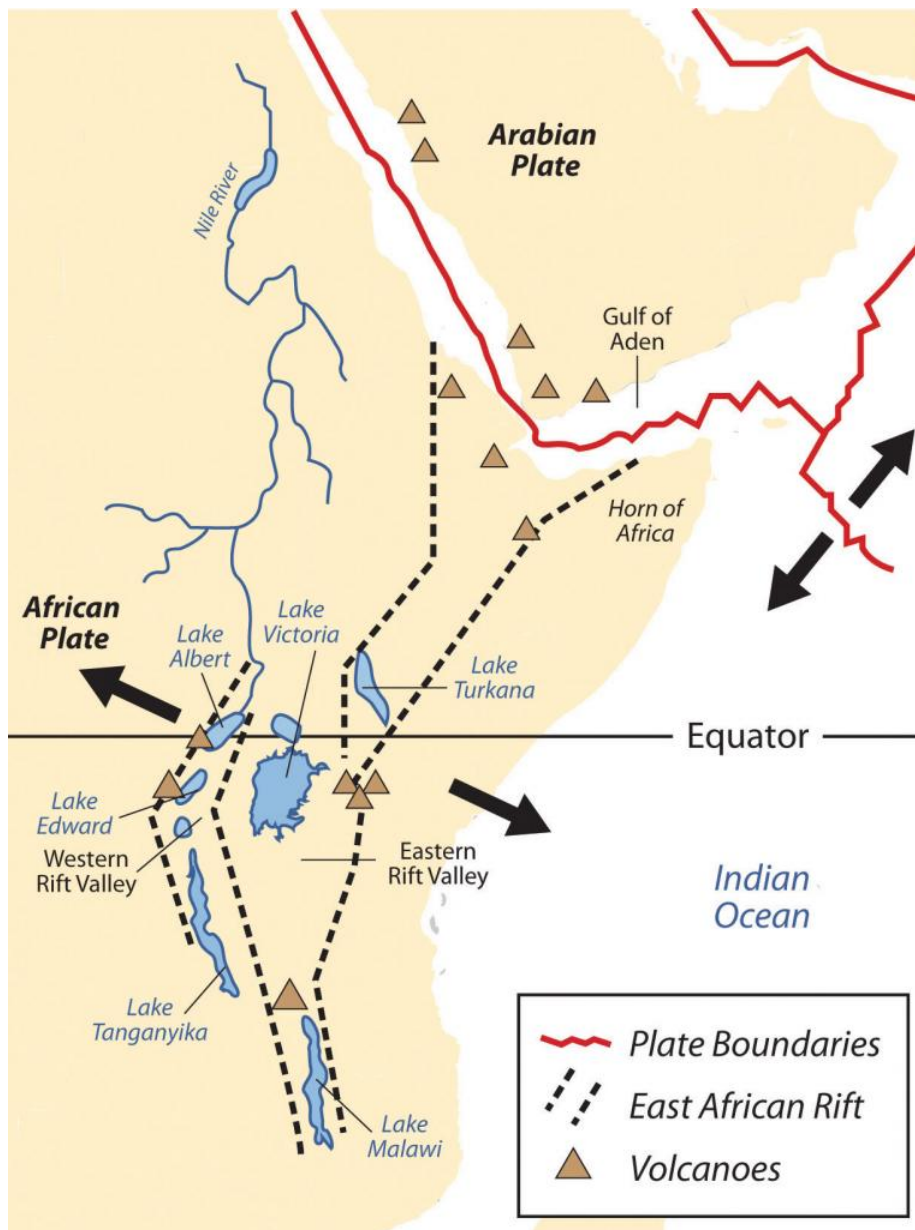 Arabian
Plate
Nile River
Gulf of
Aden
Horn of
Africa
African
Plate
Lake
Albert
Lake
Victoria
Lake
Turkana
Equator
Lake
Edward
Western
Rift Valley
Eastern
Rift Valley
Indian
Ocean
Lake
Tanganyika
Lake
Malawi
Plate Boundaries
East African Rift
Volcanoes